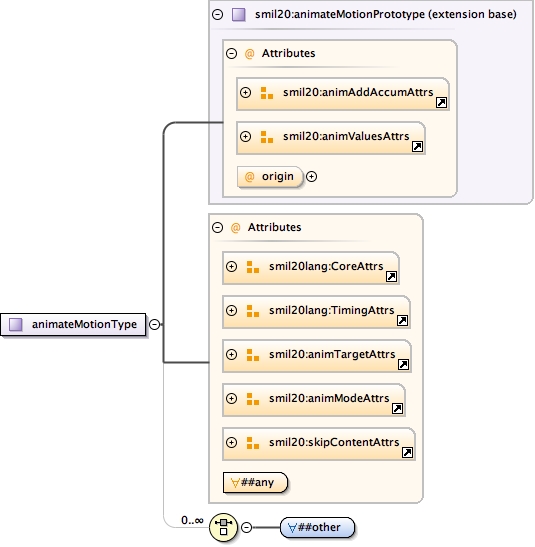 smil20:animateMotionPrototype (extension base)
@ Attributes
smil20:animAddAccumAttrs
smil20:animValuesAttrs
@ origin
@ Attributes
smil20lang:CoreAttrs
smil20lang:TimingAttrs
animateMotionType
smil20:animTargetAttrs
smil20:animModeAttrs
smil20:skipContentAttrs
∀##any
0..∞
∀##other